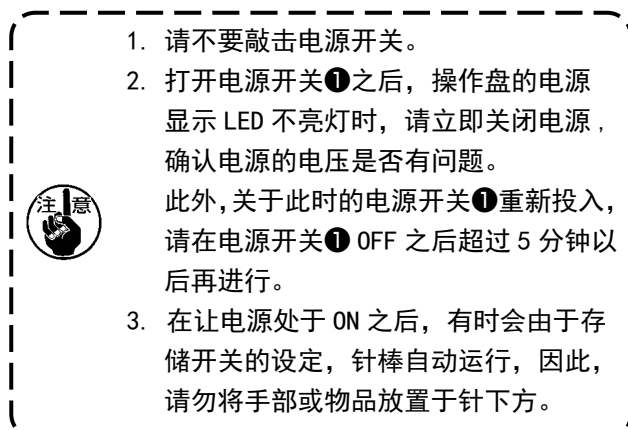 1. 请不要敲击电源开关。
2. 打开电源开关❶之后，操作盘的电源
显示 LED 不亮灯时，请立即关闭电源，
确认电源的电压是否有问题。
注意
此外，关于此时的电源开关❶重新投入，
请在电源开关❶ OFF 之后超过 5 分钟以
后再进行。
3. 在让电源处于 ON 之后，有时会由于存
储开关的设定，针棒自动运行，因此，
请勿将手部或物品放置于针下方。